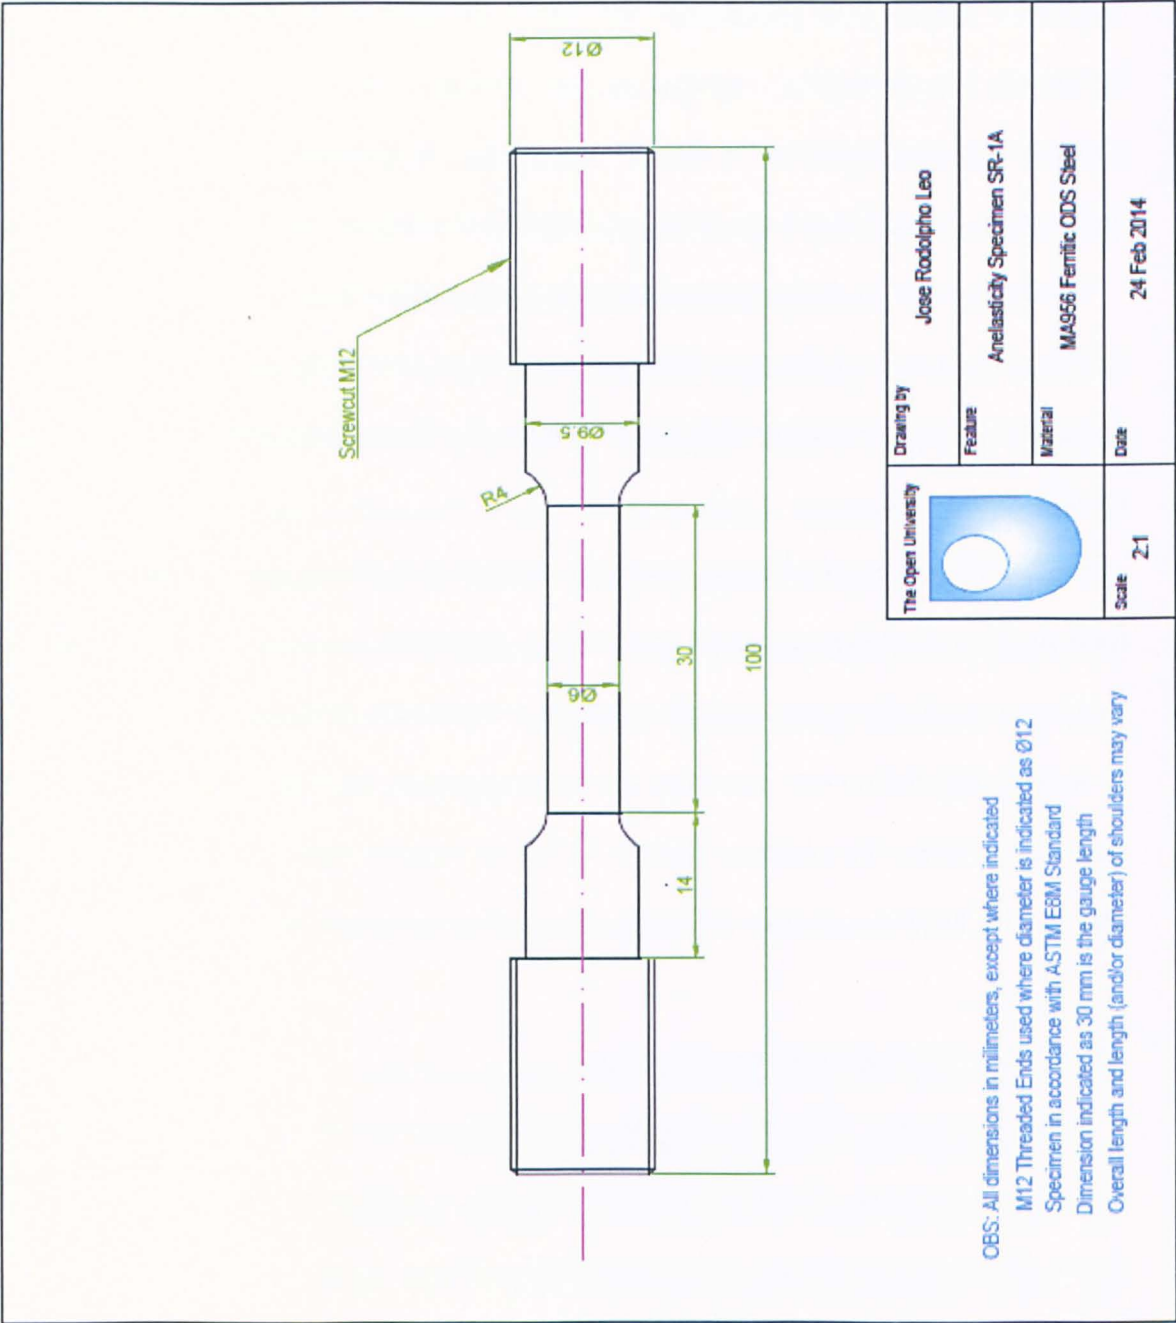 Screwcut M12
Ø12
Ø9.5
R4
Ø6
30
14
100
The Open University
Drawing by
Jose Rodolpho Leo
Feature
Anelasticity Specimen SR-1A
Material
MA956 Ferritic ODS Steel
Scale
2:1
Date
24 Feb 2014
OBS: All dimensions in milimeters, except where indicated
M12 Threaded Ends used where diameter is indicated as Ø12
Specimen in accordance with ASTM E8M Standard
Dimension indicated as 30 mm is the gauge length
Overall length and length (and/or diameter) of shoulders may vary